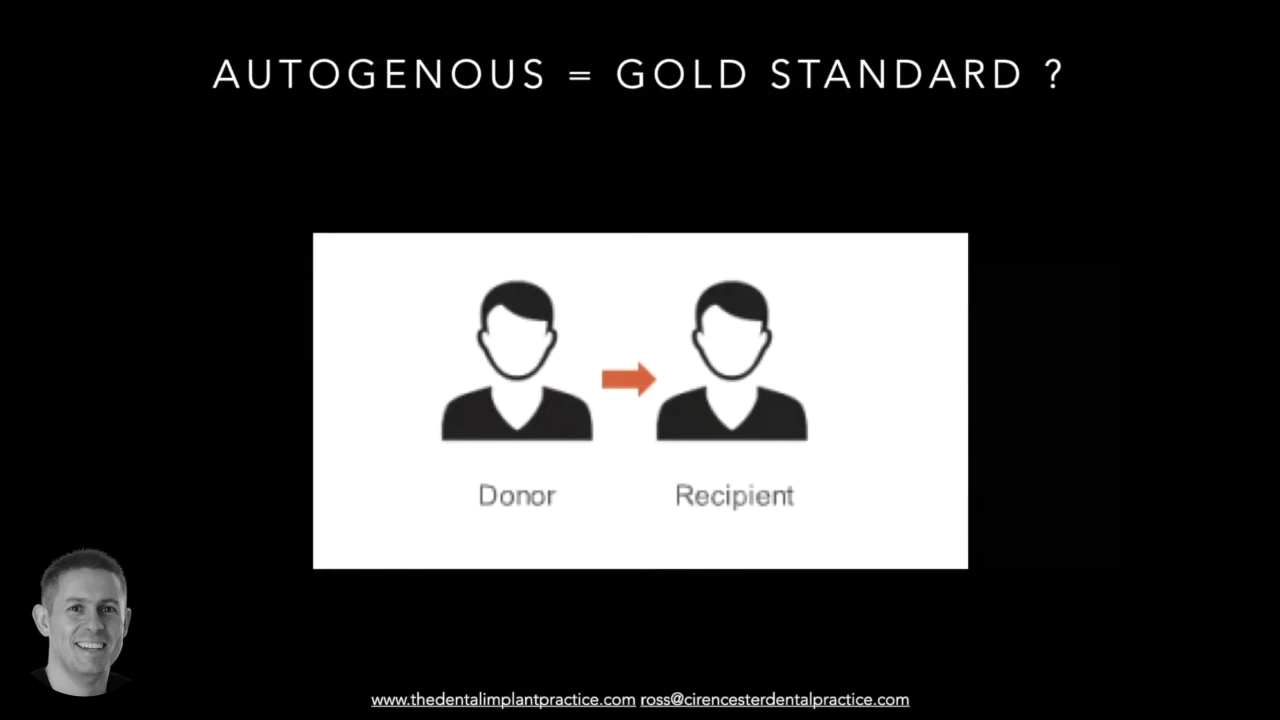 AUTOGENOUS = GOLD STANDARD ?
Donor
Recipient
www.thedentalimplantpractice.com ross@cirencesterdentalpractice.com